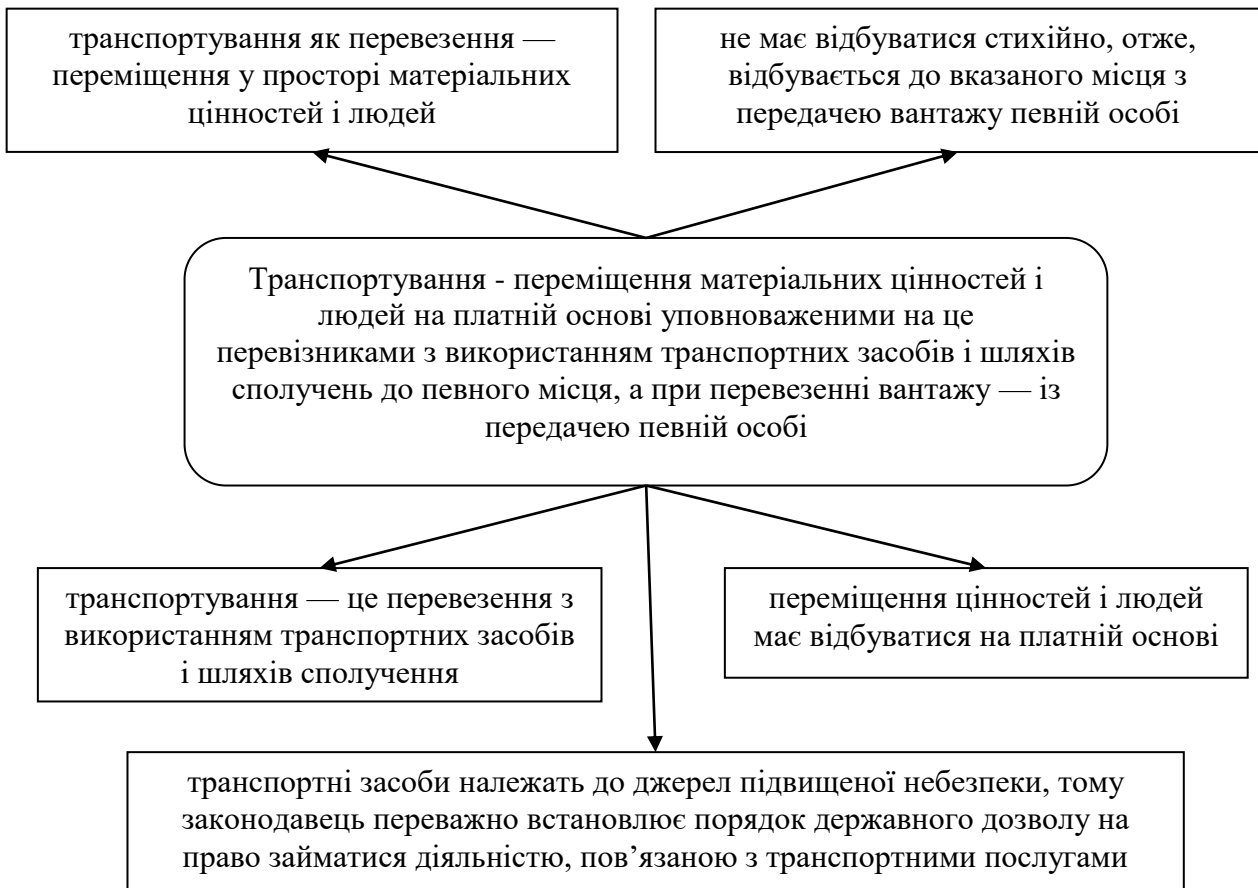 транспортування як перевезення —
переміщення у просторі матеріальних
цінностей і людей
не має відбуватися стихійно, отже,
відбувається до вказаного місця з
передачею вантажу певній особі
Транспортування - переміщення матеріальних цінностей і
людей на платній основі уповноваженими на це
перевізниками з використанням транспортних засобів і шляхів
сполучень до певного місця, а при перевезенні вантажу — із
передачею певній особі
транспортування — це перевезення з
використанням транспортних засобів
і шляхів сполучення
переміщення цінностей і людей
має відбуватися на платній основі
транспортні засоби належать до джерел підвищеної небезпеки, тому
законодавець переважно встановлює порядок державного дозволу на
право займатися діяльністю, пов’язаною з транспортними послугами